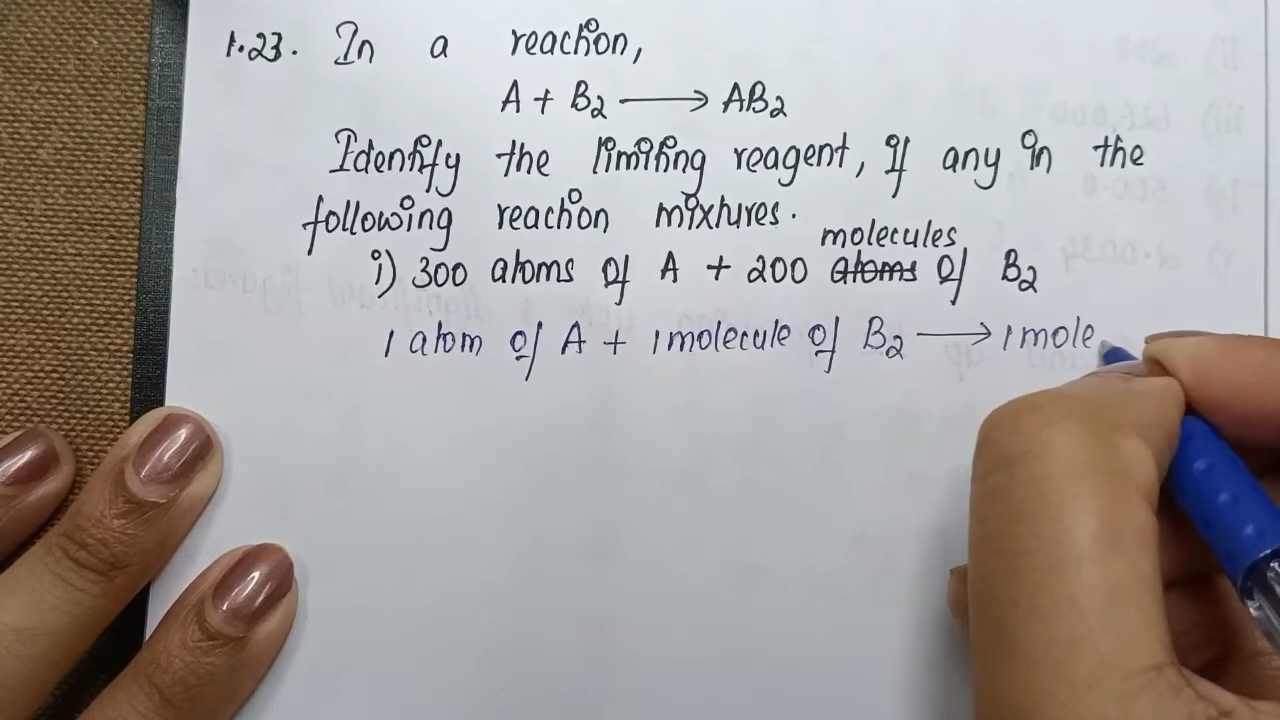 1.23. In a reaction,
A + B₂ ⟶ AB₂
Identify the limiting reagent, if any in the
following reaction mixtures.
molecules
i) 300 atoms of A + 200 atoms of B₂
1 atom of A + 1 molecule of B₂ ⟶ 1 mole